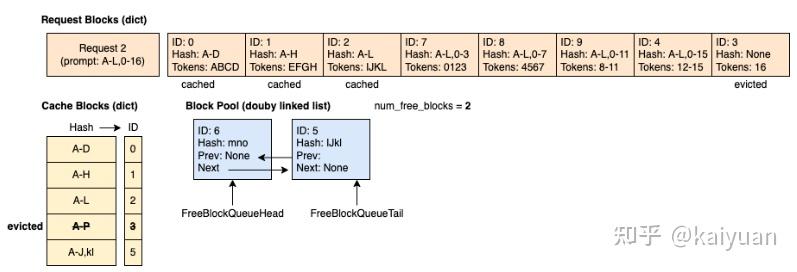 Request Blocks (dict)
Request 2
(prompt: A-L,0-16)
ID: 0
Hash: A-D
Tokens: ABCD
ID: 1
Hash: A-H
Tokens: EFGH
ID: 2
Hash: A-L
Tokens: IJKL
ID: 7
Hash: A-L,0-3
Tokens: 0123
ID: 8
Hash: A-L,0-7
Tokens: 4567
ID: 9
Hash: A-L,0-11
Tokens: 8-11
ID: 4
Hash: A-L,0-15
Tokens: 12-15
ID: 3
Hash: None
Tokens: 16
cached
cached
cached
evicted
Cache Blocks (dict)
Hash
ID
A-D
0
A-H
1
A-L
2
evicted
A-P
3
A-J,kl
5
Block Pool (douby linked list)
num_free_blocks = 2
ID: 6
Hash: mno
Prev: None
Next
ID: 5
Hash: IJkl
Prev:
Next: None
FreeBlockQueueHead
FreeBlockQueueTail
知乎 @kaiyuan